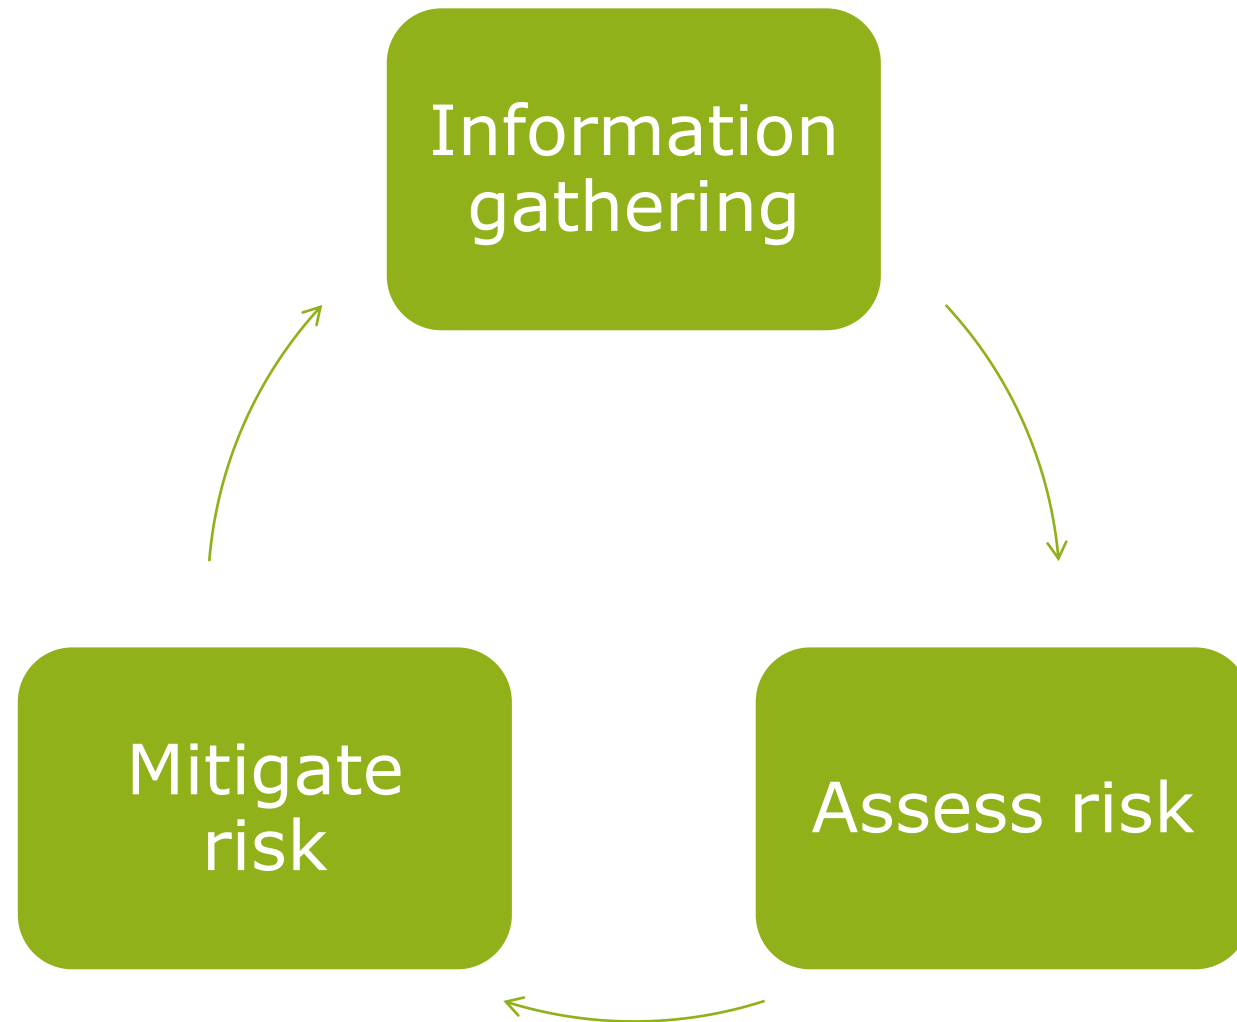 Information
gathering
Assess risk
Mitigate
risk